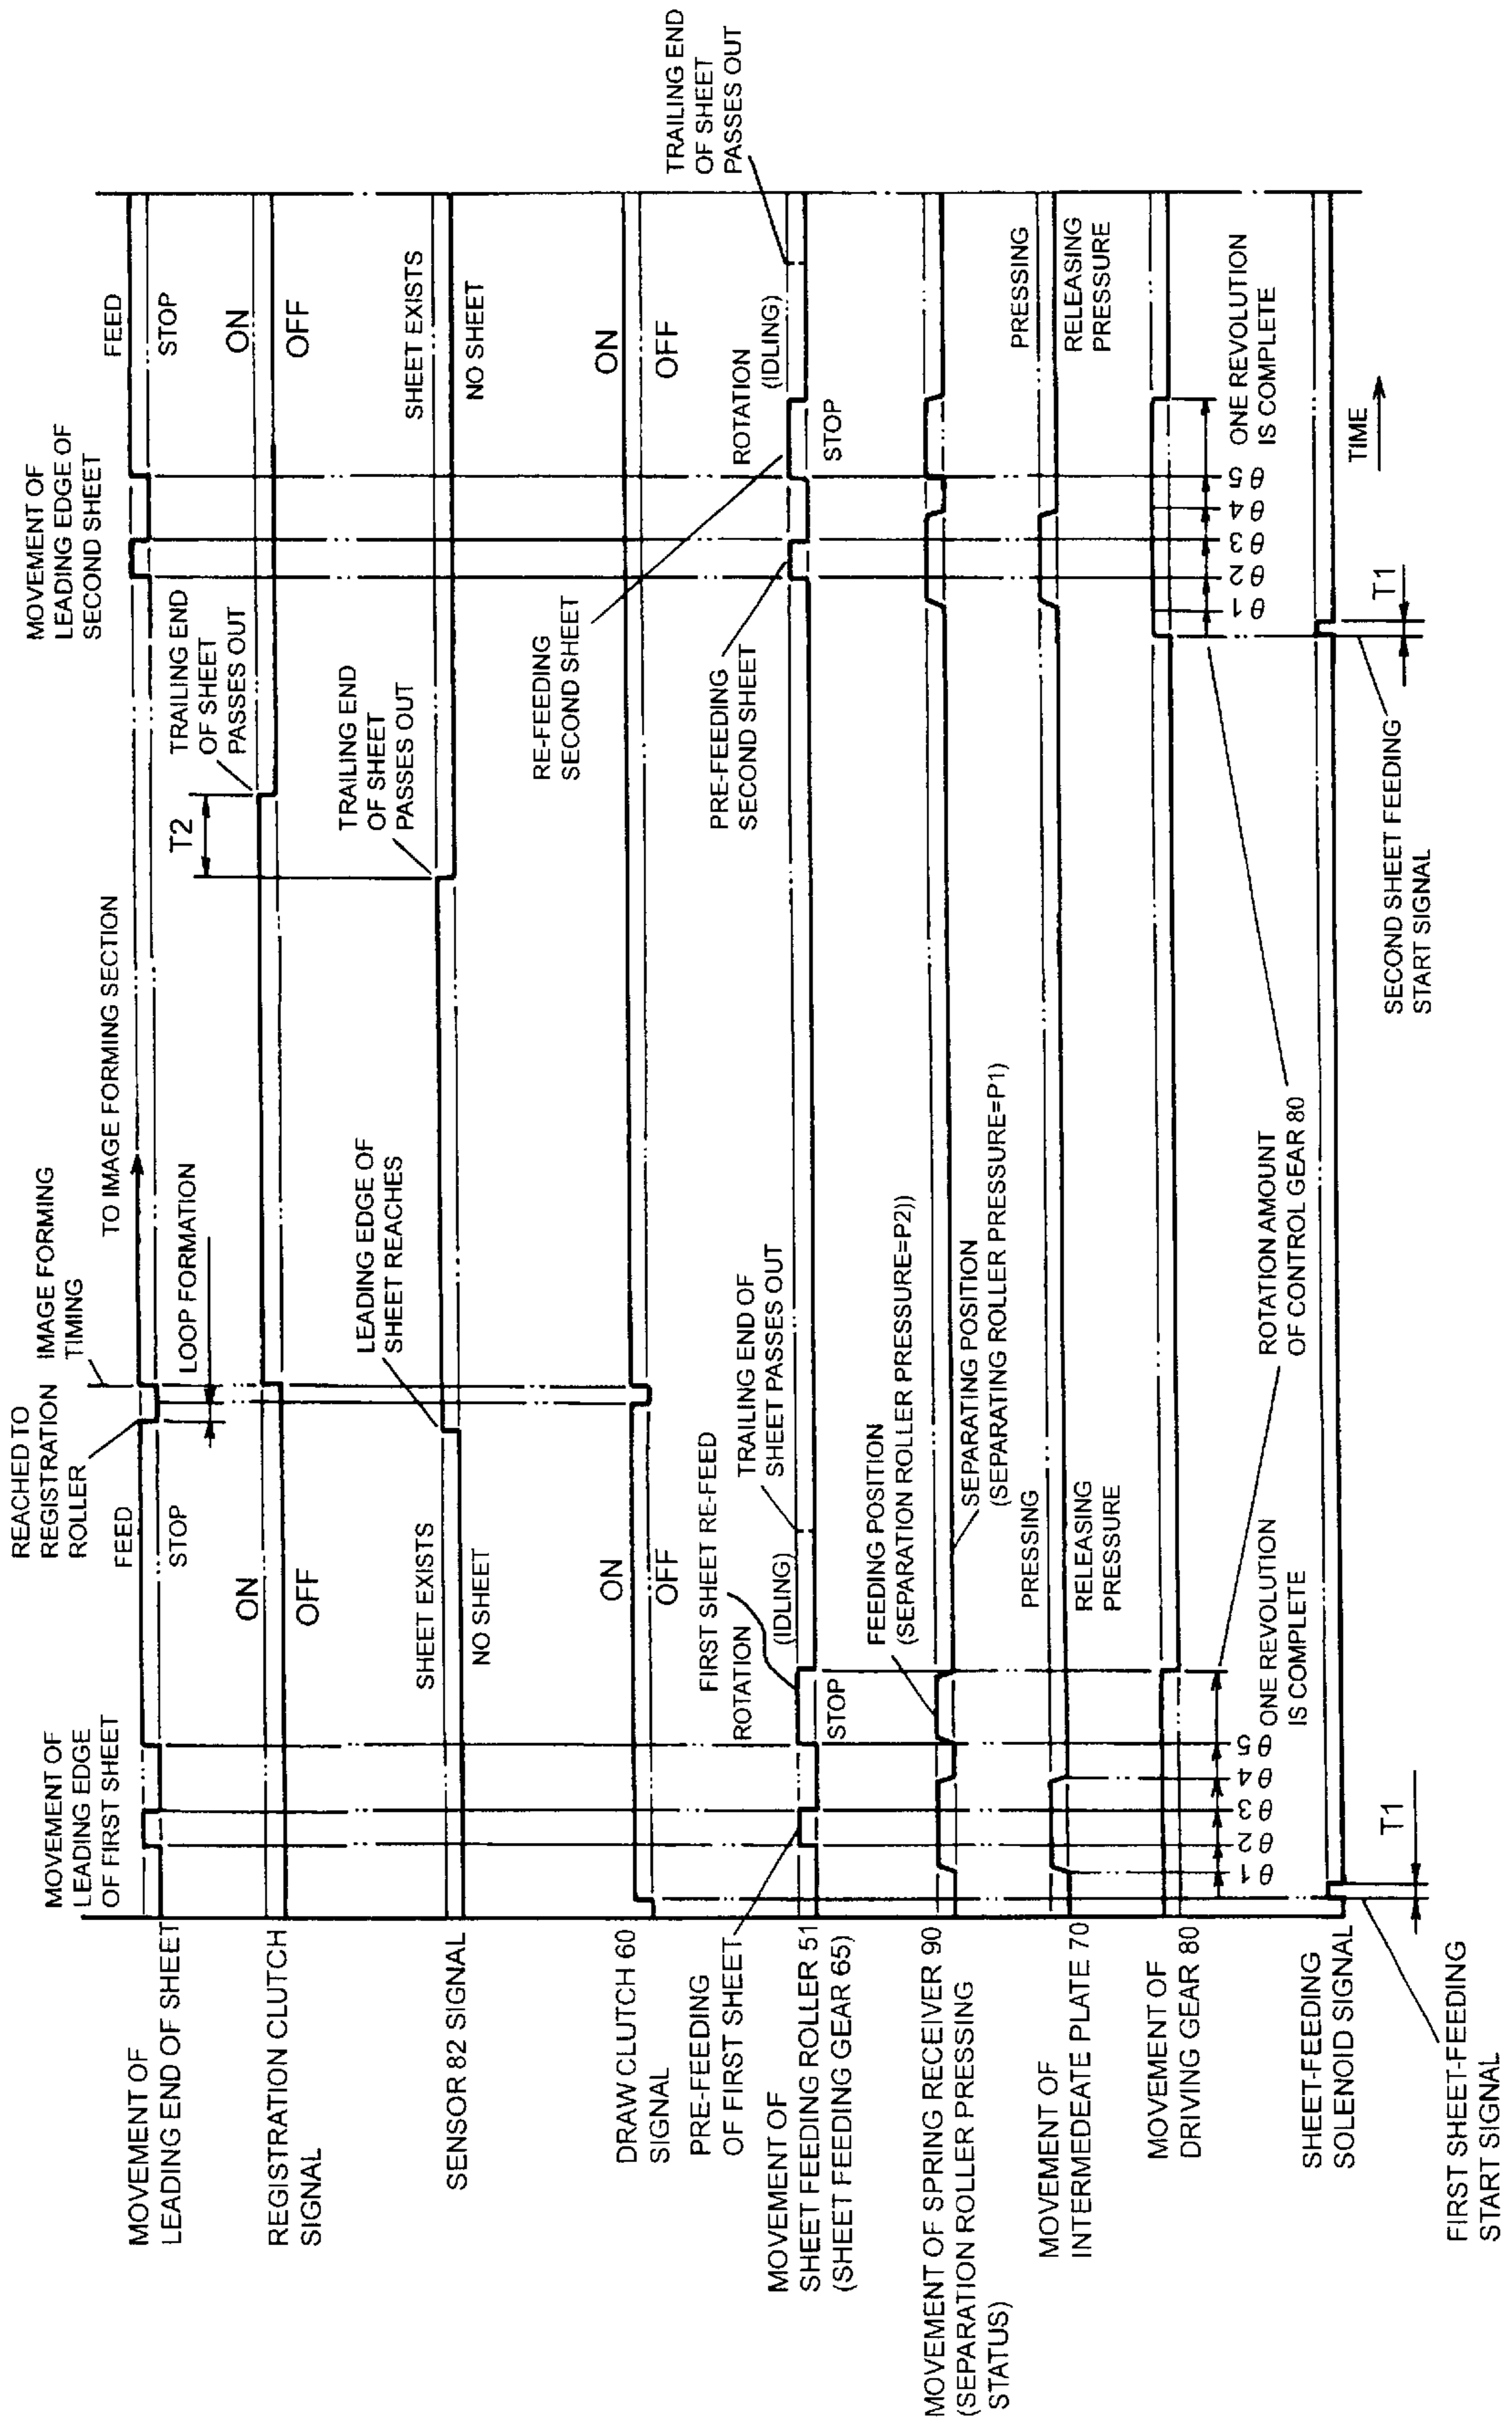 MOVEMENT OF
LEADING END OF SHEET
REGISTRATION CLUTCH
SIGNAL
SENSOR 82 SIGNAL
DRAW CLUTCH 60
SIGNAL
PRE-FEEDING
OF FIRST SHEET
MOVEMENT OF
SHEET FEEDING ROLLER 51
(SHEET FEEDING GEAR 65)
MOVEMENT OF SPRING RECEIVER 90
(SEPARATION ROLLER PRESSING
STATUS)
MOVEMENT OF
INTERMEDEATE PLATE 70
MOVEMENT OF
DRIVING GEAR 80
SHEET-FEEDING
SOLENOID SIGNAL
FIRST SHEET-FEEDING
START SIGNAL
MOVEMENT OF
LEADING EDGE
OF FIRST SHEET
REACHED TO
REGISTRATION
ROLLER
IMAGE FORMING
TIMING
FEED
STOP
LOOP FORMATION
TO IMAGE FORMING SECTION
MOVEMENT OF
LEADING EDGE OF
SECOND SHEET
FEED
STOP
ON
OFF
T2
TRAILING END
OF SHEET
PASSES OUT
ON
OFF
SHEET EXISTS
NO SHEET
LEADING EDGE OF
SHEET REACHES
TRAILING END
OF SHEET
PASSES OUT
SHEET EXISTS
NO SHEET
ON
OFF
ON
OFF
RE-FEEDING
SECOND SHEET
PRE-FEEDING
SECOND SHEET
FIRST SHEET RE-FEED
ROTATION
(IDLING)
STOP
TRAILING END OF
SHEET PASSES OUT
ROTATION
(IDLING)
STOP
TRAILING END
OF SHEET
PASSES OUT
FEEDING POSITION
(SEPARATION ROLLER PRESSURE=P2))
SEPARATING POSITION
(SEPARATING ROLLER PRESSURE=P1)
PRESSING
RELEASING
PRESSURE
PRESSING
RELEASING
PRESSURE
θ1 θ2 θ3 θ4 θ5
ONE REVOLUTION
IS COMPLETE
ROTATION AMOUNT
OF CONTROL GEAR 80
θ1 θ2 θ3 θ4 θ5
ONE REVOLUTION
IS COMPLETE
T1
SECOND SHEET FEEDING
START SIGNAL
T1
TIME